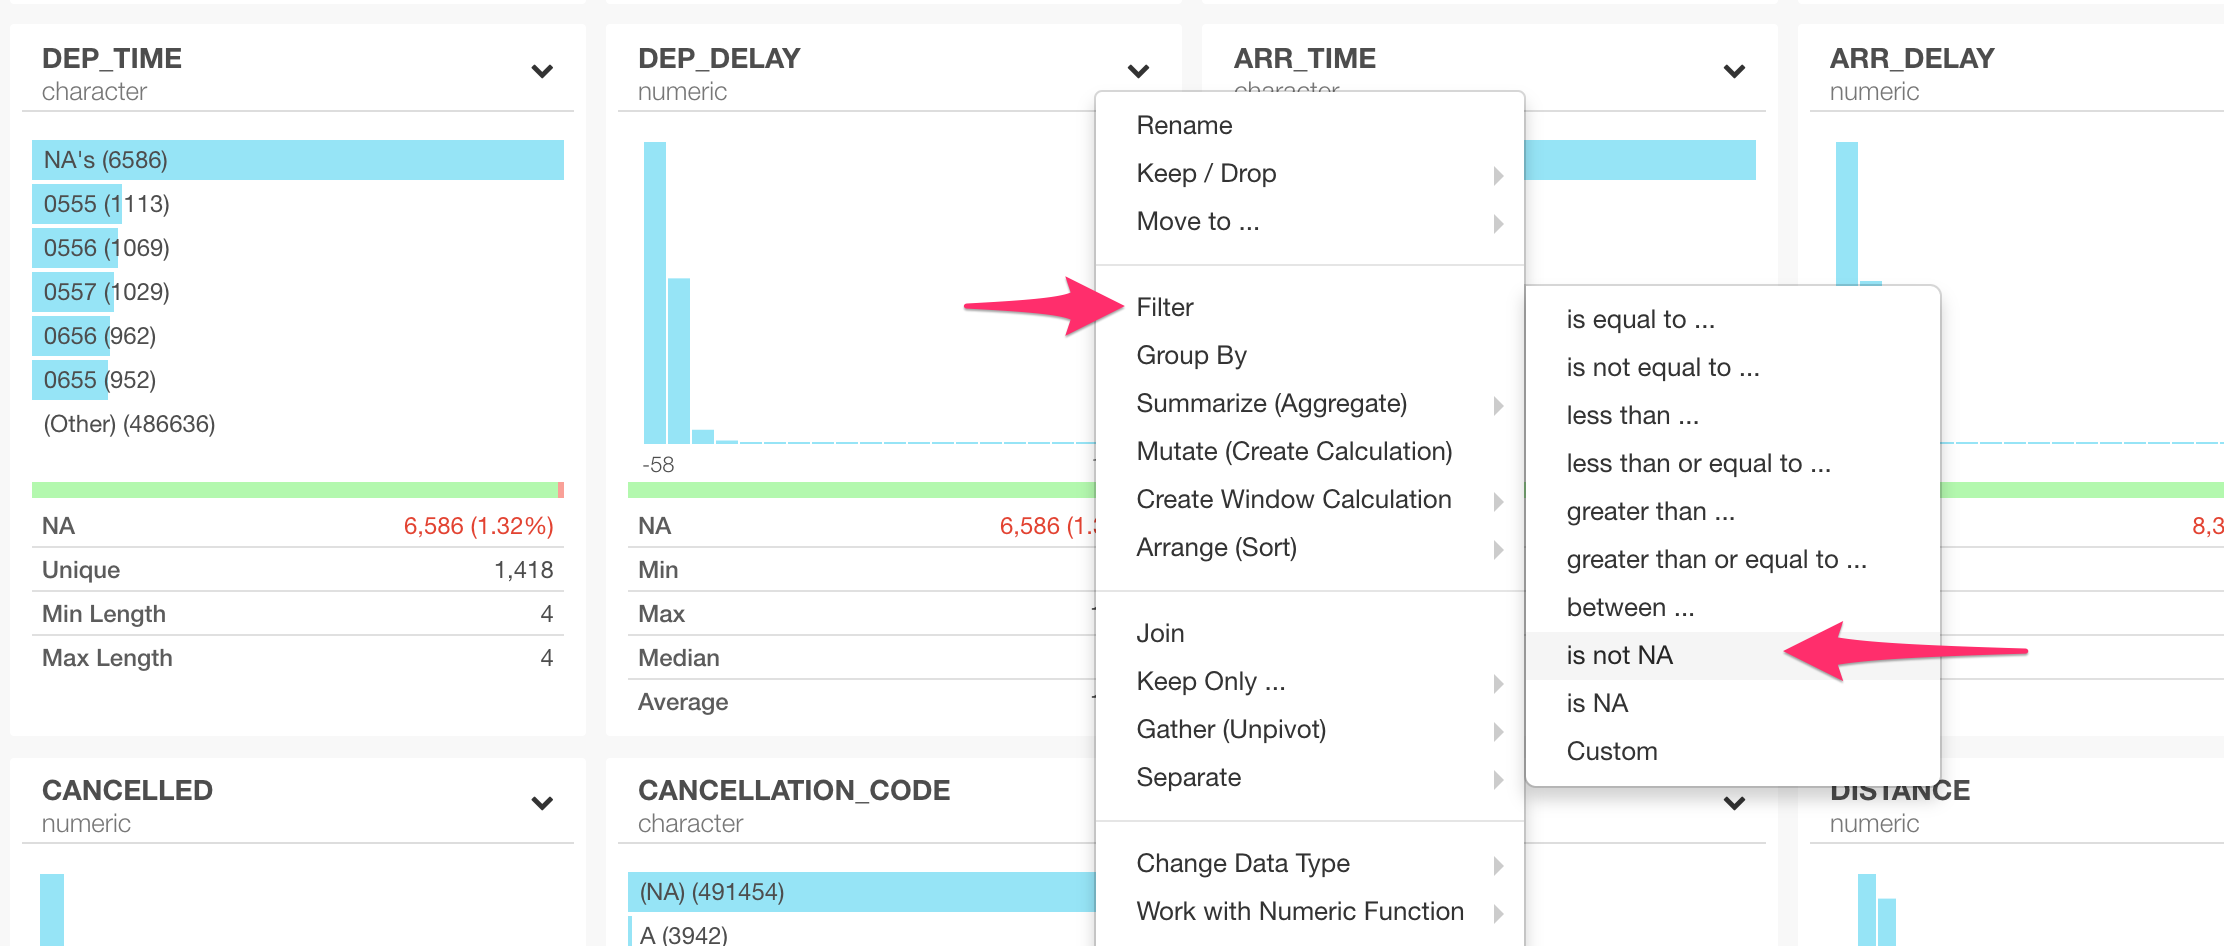 DEP_TIME
character
NA's (6586)
0555 (1113)
0556 (1069)
0557 (1029)
0656 (962)
0655 (952)
(Other) (486636)
NA 6,586 (1.32%)
Unique 1,418
Min Length 4
Max Length 4
DEP_DELAY
numeric
-58
NA 6,586 (1.
Min
Max
Median
Average
ARR_TIME
character
ARR_DELAY
numeric
8,3
Rename
Keep / Drop
Move to ...
Filter
Group By
Summarize (Aggregate)
Mutate (Create Calculation)
Create Window Calculation
Arrange (Sort)
Join
Keep Only ...
Gather (Unpivot)
Separate
Change Data Type
Work with Numeric Function
is equal to ...
is not equal to ...
less than ...
less than or equal to ...
greater than ...
greater than or equal to ...
between ...
is not NA
is NA
Custom
CANCELLED
numeric
CANCELLATION_CODE
character
(NA) (491454)
A (3942)
DISTANCE
numeric